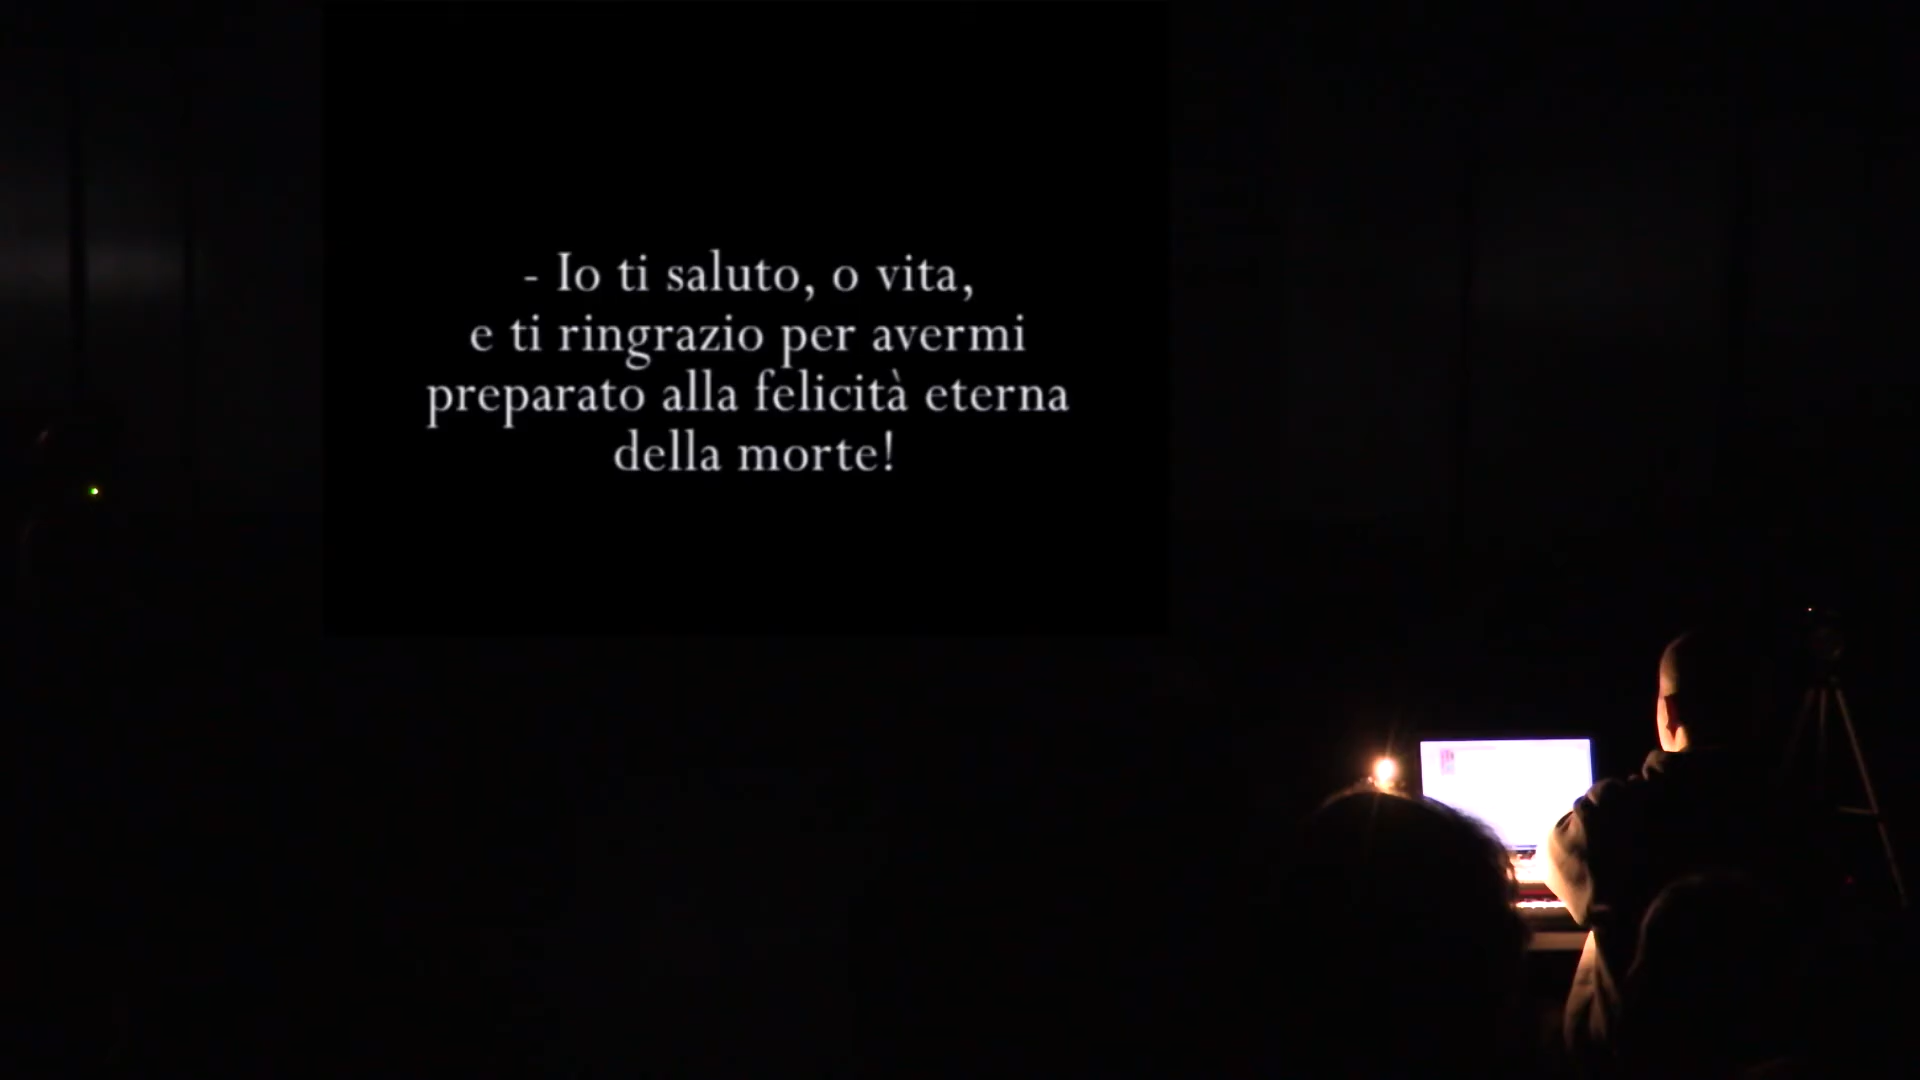 - Io ti saluto, o vita,
e ti ringrazio per avermi
preparato alla felicità eterna
della morte!